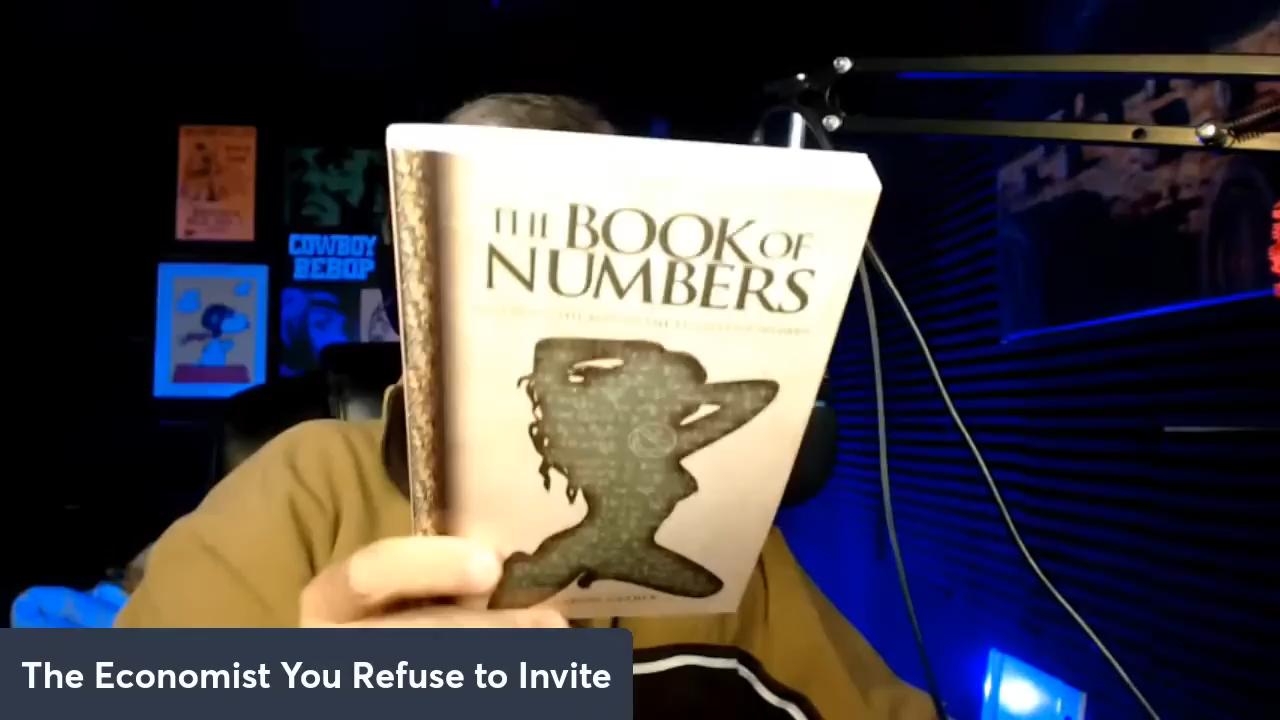 COWBOY
BEBOP
THE BOOK OF
NUMBERS
The Economist You Refuse to Invite